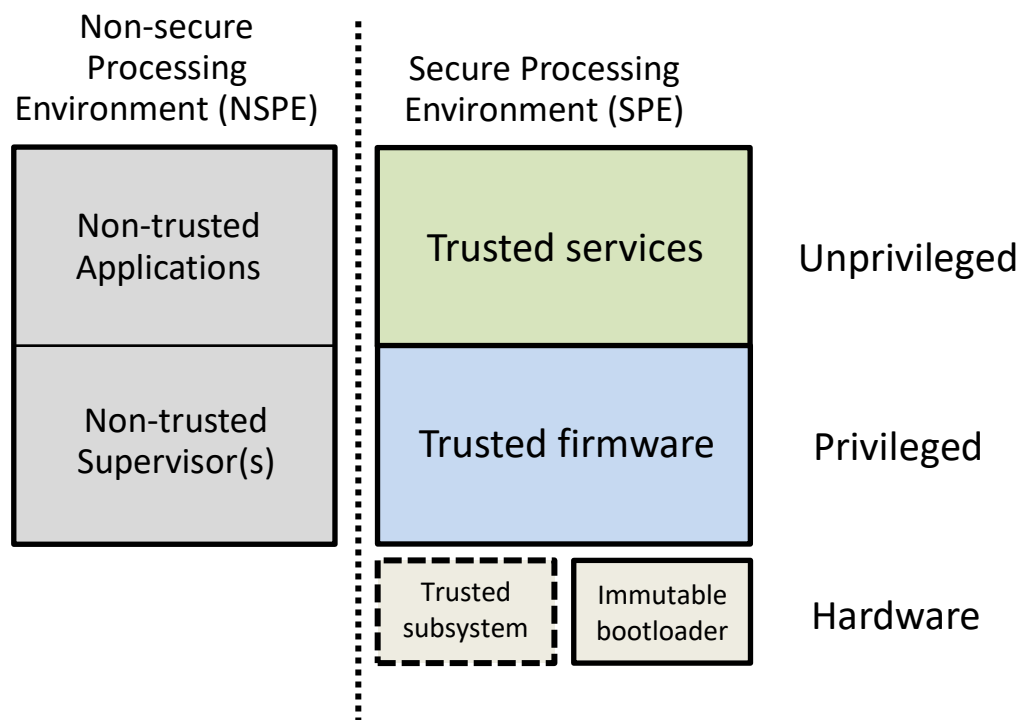 Non-secure
Processing
Environment (NSPE)
Secure Processing
Environment (SPE)
Non-trusted
Applications
Trusted services
Unprivileged
Non-trusted
Supervisor(s)
Trusted firmware
Privileged
Trusted
subsystem
Immutable
bootloader
Hardware